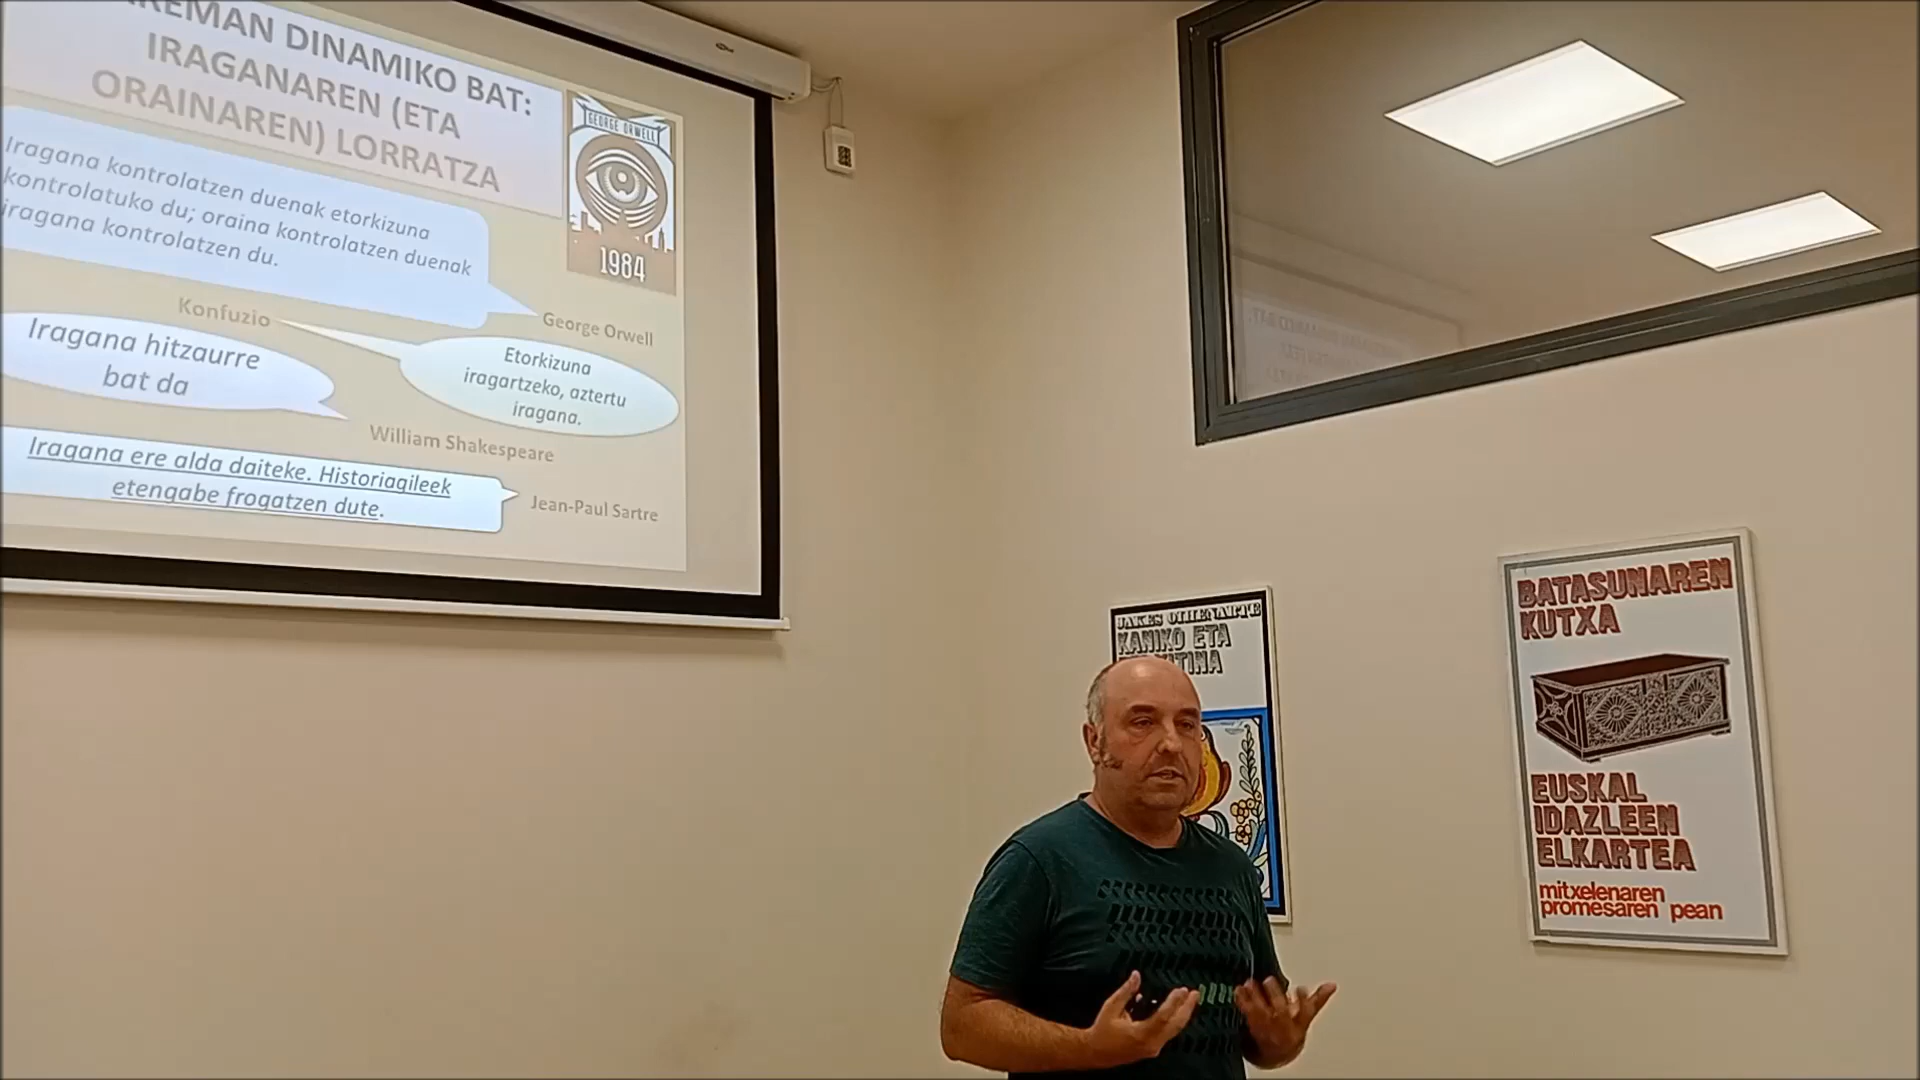 DINAMIKO BAT:
IRAGANAREN (ETA
ORAINAREN) LORRATZA
GEORGE ORWELL
1984
Iragana kontrolatzen duenak etorkizuna
kontrolatuko du; oraina kontrolatzen duenak
iragana kontrolatzen du.
George Orwell
Konfuzio
Etorkizuna
iragartzeko, aztertu
iragana.
Iragana hitzaurre
bat da
William Shakespeare
Iragana ere alda daiteke. Historiagileek
etengabe frogatzen dute.
Jean-Paul Sartre
JAKES OIHENARTE
KANIKO ETA
BATASUNAREN
KUTXA
EUSKAL
IDAZLEEN
ELKARTEA
mitxelenaren
promesaren pean